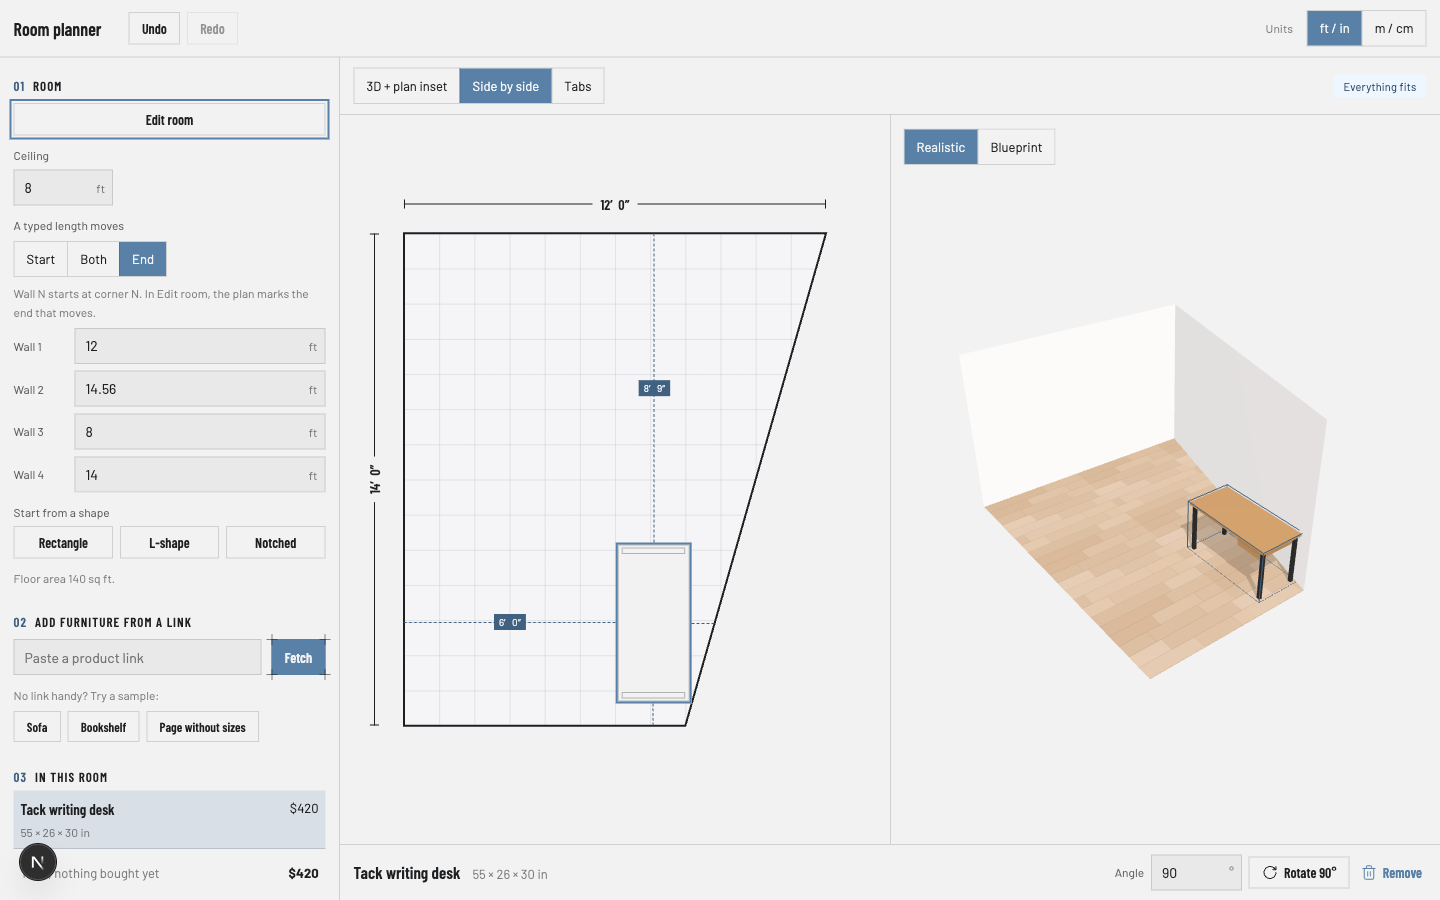 Room planner
Undo
Redo
Units
ft / in
m / cm
01 ROOM
Edit room
Ceiling
8 ft
A typed length moves
Start
Both
End
Wall N starts at corner N. In Edit room, the plan marks the
end that moves.
Wall 1
12 ft
Wall 2
14.56 ft
Wall 3
8 ft
Wall 4
14 ft
Start from a shape
Rectangle
L-shape
Notched
Floor area 140 sq ft.
02 ADD FURNITURE FROM A LINK
Paste a product link
Fetch
No link handy? Try a sample:
Sofa
Bookshelf
Page without sizes
03 IN THIS ROOM
Tack writing desk
$420
55 × 26 × 30 in
N
nothing bought yet
$420
3D + plan inset
Side by side
Tabs
Everything fits
12′ 0″
14′ 0″
8′ 9″
6′ 0″
Realistic
Blueprint
Tack writing desk
55 × 26 × 30 in
Angle
90 °
Rotate 90°
Remove